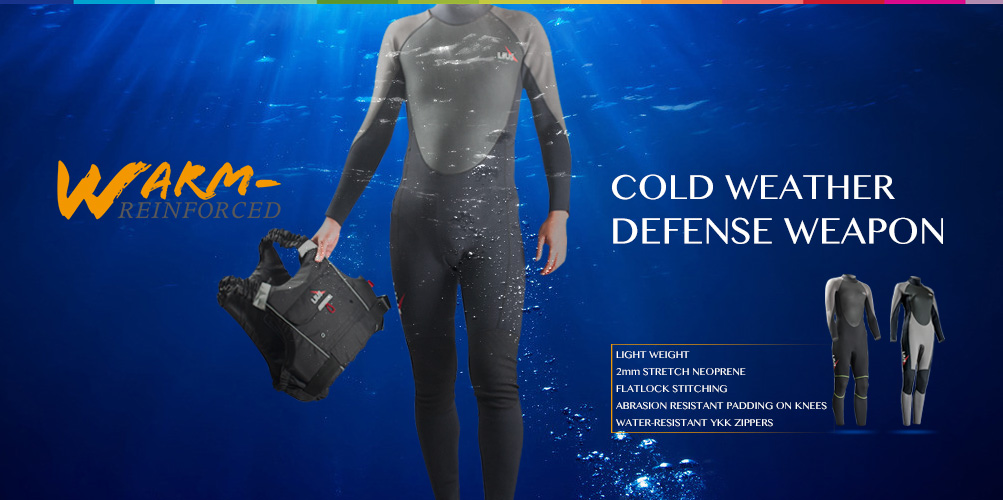 WARM-
REINFORCED
COLD WEATHER
DEFENSE WEAPON
LIGHT WEIGHT
2mm STRETCH NEOPRENE
FLATLOCK STITCHING
ABRASION RESISTANT PADDING ON KNEES
WATER-RESISTANT YKK ZIPPERS